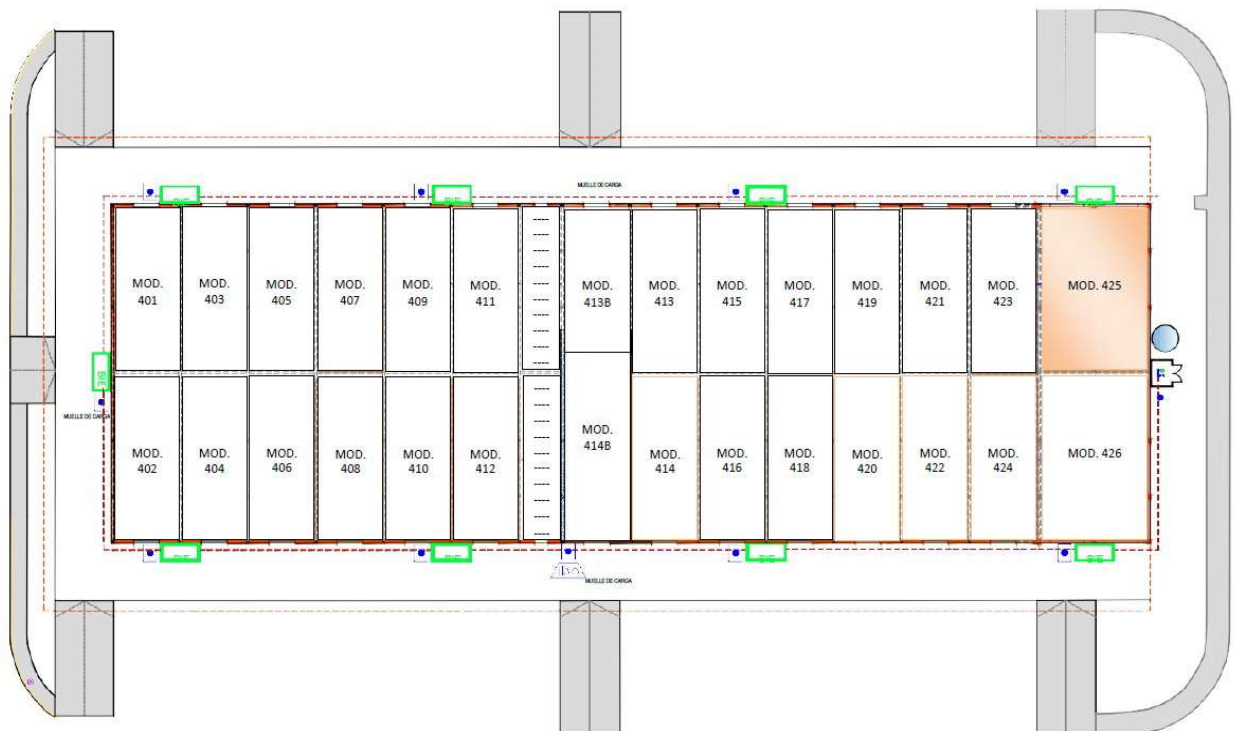 MUELLE DE CARGA
MOD.
401
MOD.
403
MOD.
405
MOD.
407
MOD.
409
MOD.
411
MOD.
413B
MOD.
413
MOD.
415
MOD.
417
MOD.
419
MOD.
421
MOD.
423
MOD. 425
BIE
MUELLE DE CARGA
MOD.
402
MOD.
404
MOD.
406
MOD.
408
MOD.
410
MOD.
412
MOD.
414B
MOD.
414
MOD.
416
MOD.
418
MOD.
420
MOD.
422
MOD.
424
MOD. 426
MUELLE DE CARGA